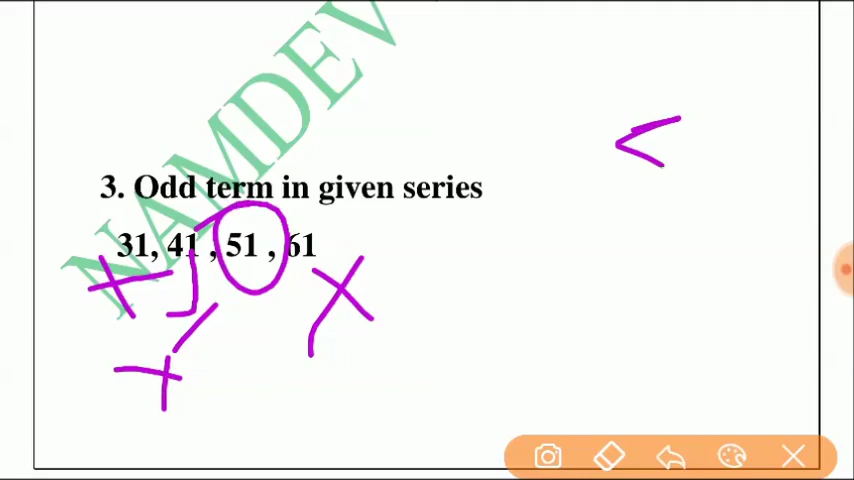 NAMDEV
3. Odd term in given series
31, 41 , 51 , 61